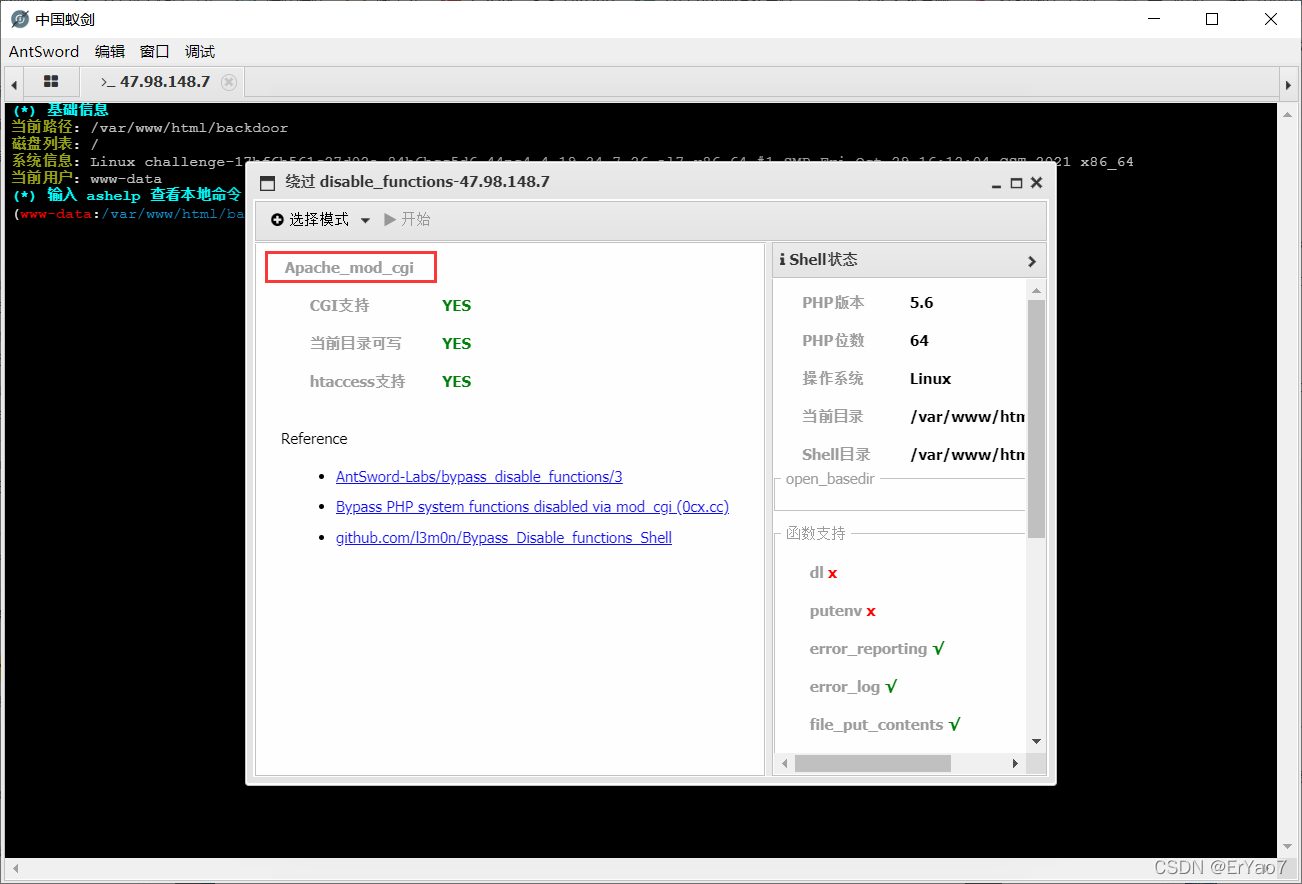 中国蚁剑
AntSword 编辑 窗口 调试
>_ 47.98.148.7
(*) 基础信息
当前路径: /var/www/html/backdoor
磁盘列表: /
系统信息: Linux x86_64
当前用户: www-data
(*) 输入 ashelp 查看本地命令
(www-data:/var/www/html/ba
绕过 disable_functions-47.98.148.7
选择模式 开始
Apache_mod_cgi
CGI支持 YES
当前目录可写 YES
htaccess支持 YES
Reference
• AntSword-Labs/bypass_disable_functions/3
• Bypass PHP system functions disabled via mod_cgi (0cx.cc)
• github.com/l3m0n/Bypass_Disable_functions_Shell
Shell状态
PHP版本 5.6
PHP位数 64
操作系统 Linux
当前目录 /var/www/htm
Shell目录 /var/www/htm
open_basedir
函数支持
dl x
putenv x
error_reporting √
error_log √
file_put_contents √
CSDN @ErYao7